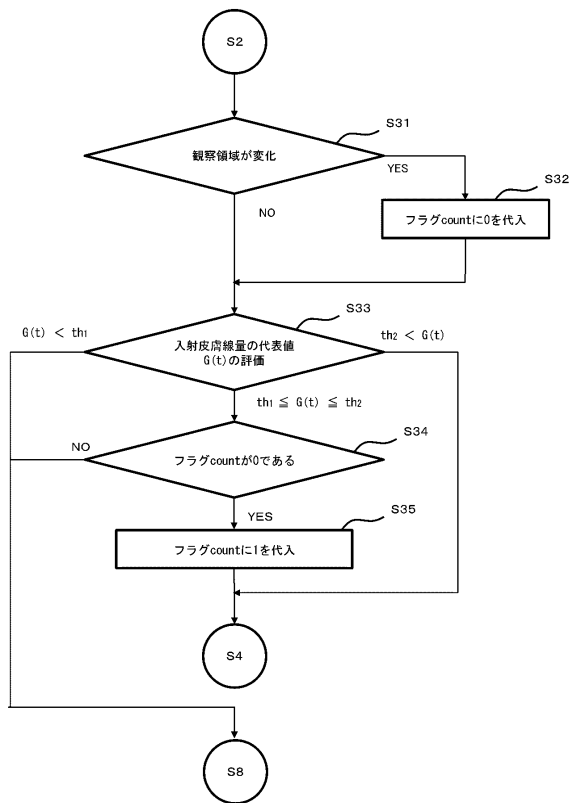 S2
S31
観察領域が変化
YES
S32
フラグcountに0を代入
NO
S33
G(t) < th₁
th₂ < G(t)
入射皮膚線量の代表値
G(t)の評価
th₁ ≦ G(t) ≦ th₂
S34
NO
フラグcountが0である
YES
S35
フラグcountに1を代入
S4
S8